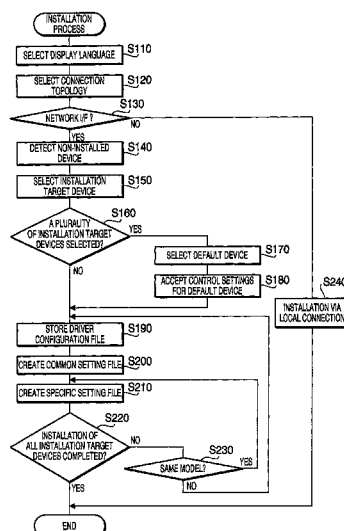 INSTALLATION
PROCESS
S110
SELECT DISPLAY LANGUAGE
S120
SELECT CONNECTION
TOPOLOGY
S130
NETWORK I/F ?
NO
YES
S140
DETECT NON-INSTALLED
DEVICE
S150
SELECT INSTALLATION
TARGET DEVICE
S160
A PLURALITY
OF INSTALLATION TARGET
DEVICES SELECTED?
YES
NO
S170
SELECT DEFAULT DEVICE
S180
ACCEPT CONTROL SETTINGS
FOR DEFAULT DEVICE
S240
INSTALLATION VIA
LOCAL CONNECTION
S190
STORE DRIVER
CONFIGURATION FILE
S200
CREATE COMMON SETTING FILE
S210
CREATE SPECIFIC SETTING FILE
S220
INSTALLATION OF
ALL INSTALLATION TARGET
DEVICES COMPLETED?
NO
YES
S230
SAME MODEL?
YES
NO
END